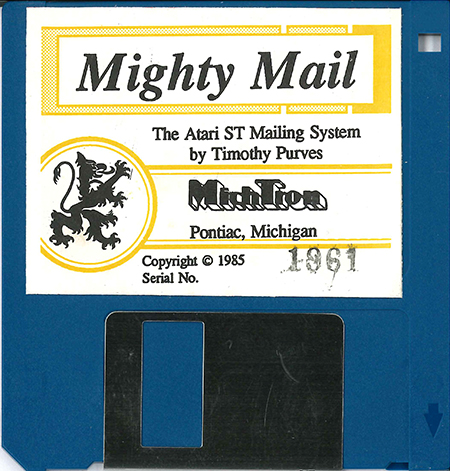 Mighty Mail
The Atari ST Mailing System
by Timothy Purves
MichTron
Pontiac, Michigan
Copyright © 1985
Serial No. 1961